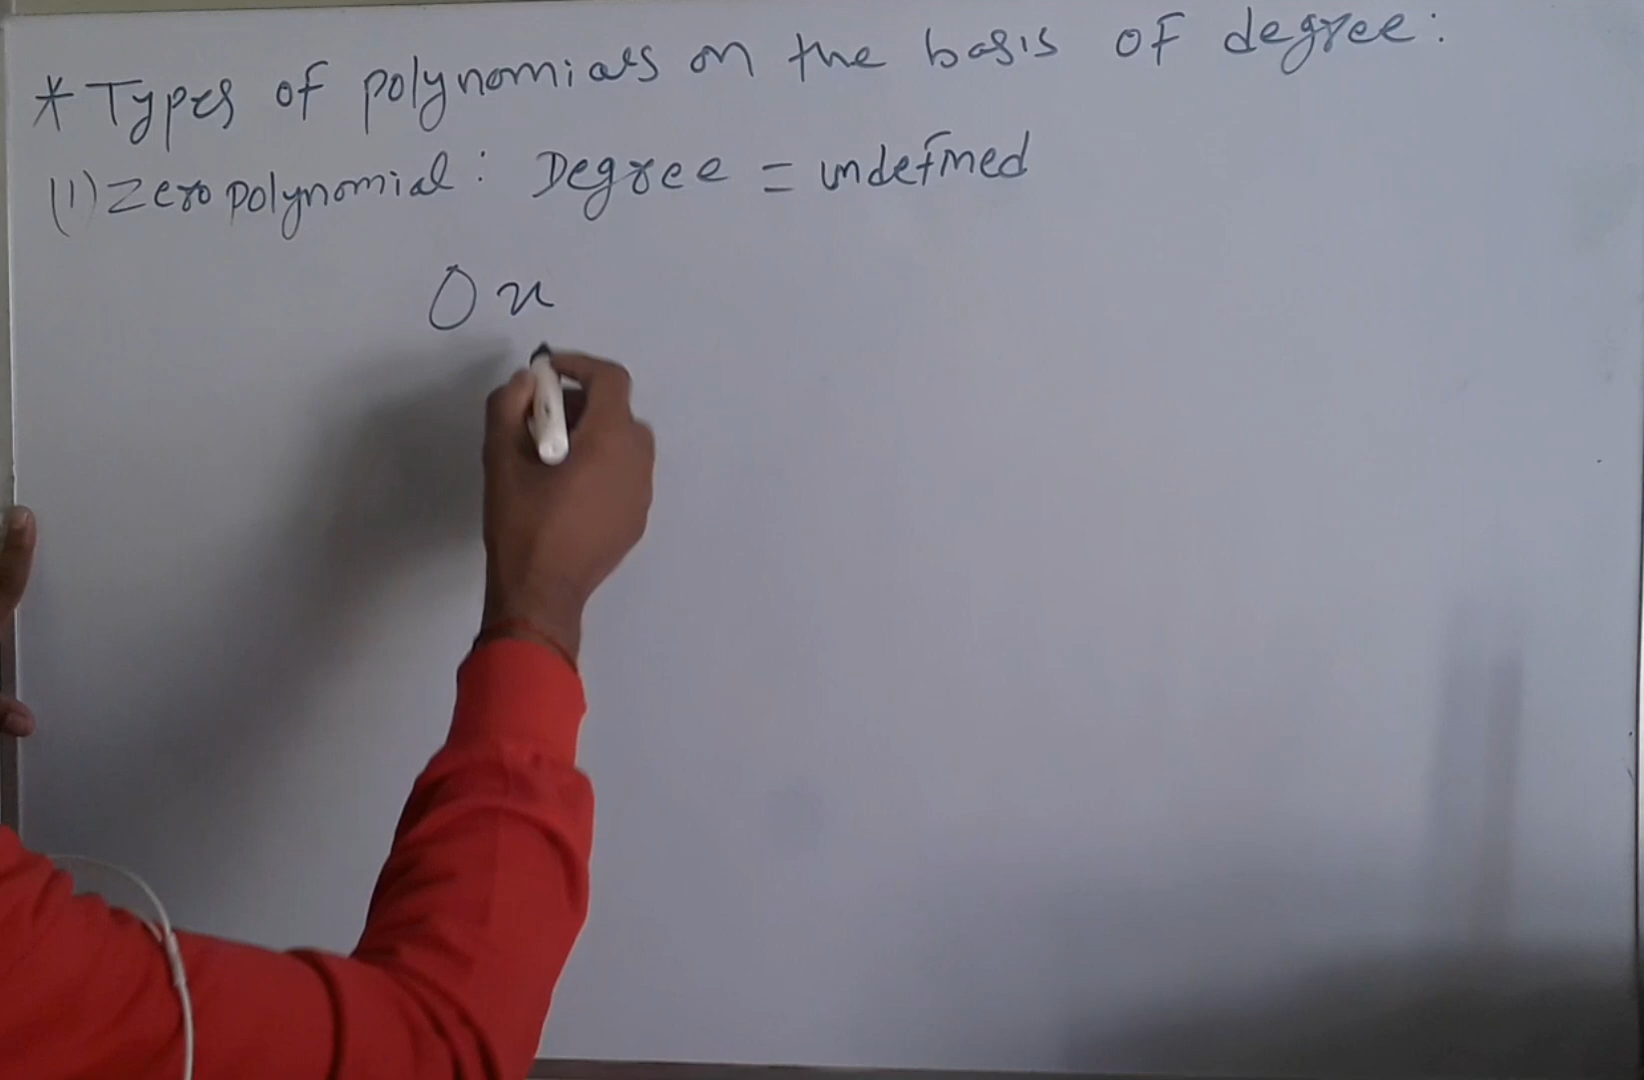 * Types of polynomials on the basis of degree:
(1) Zero polynomial: Degree = undefined
0x